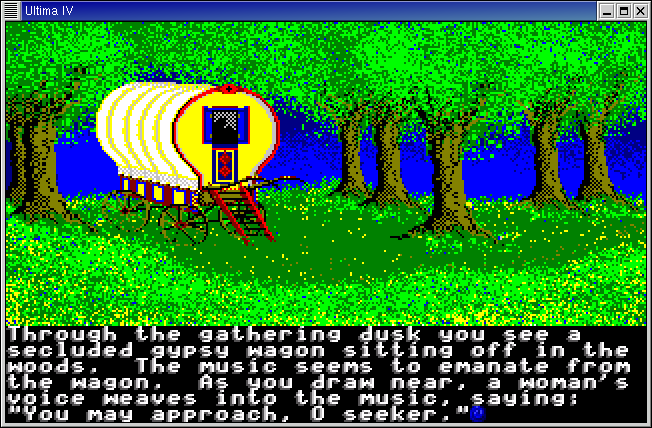 Ultima IV
Through the gathering dusk you see a
secluded gypsy wagon sitting off in the
woods.  The music seems to emanate from
the wagon.  As you draw near, a woman's
voice weaves into the music, saying:
"You may approach, O seeker."